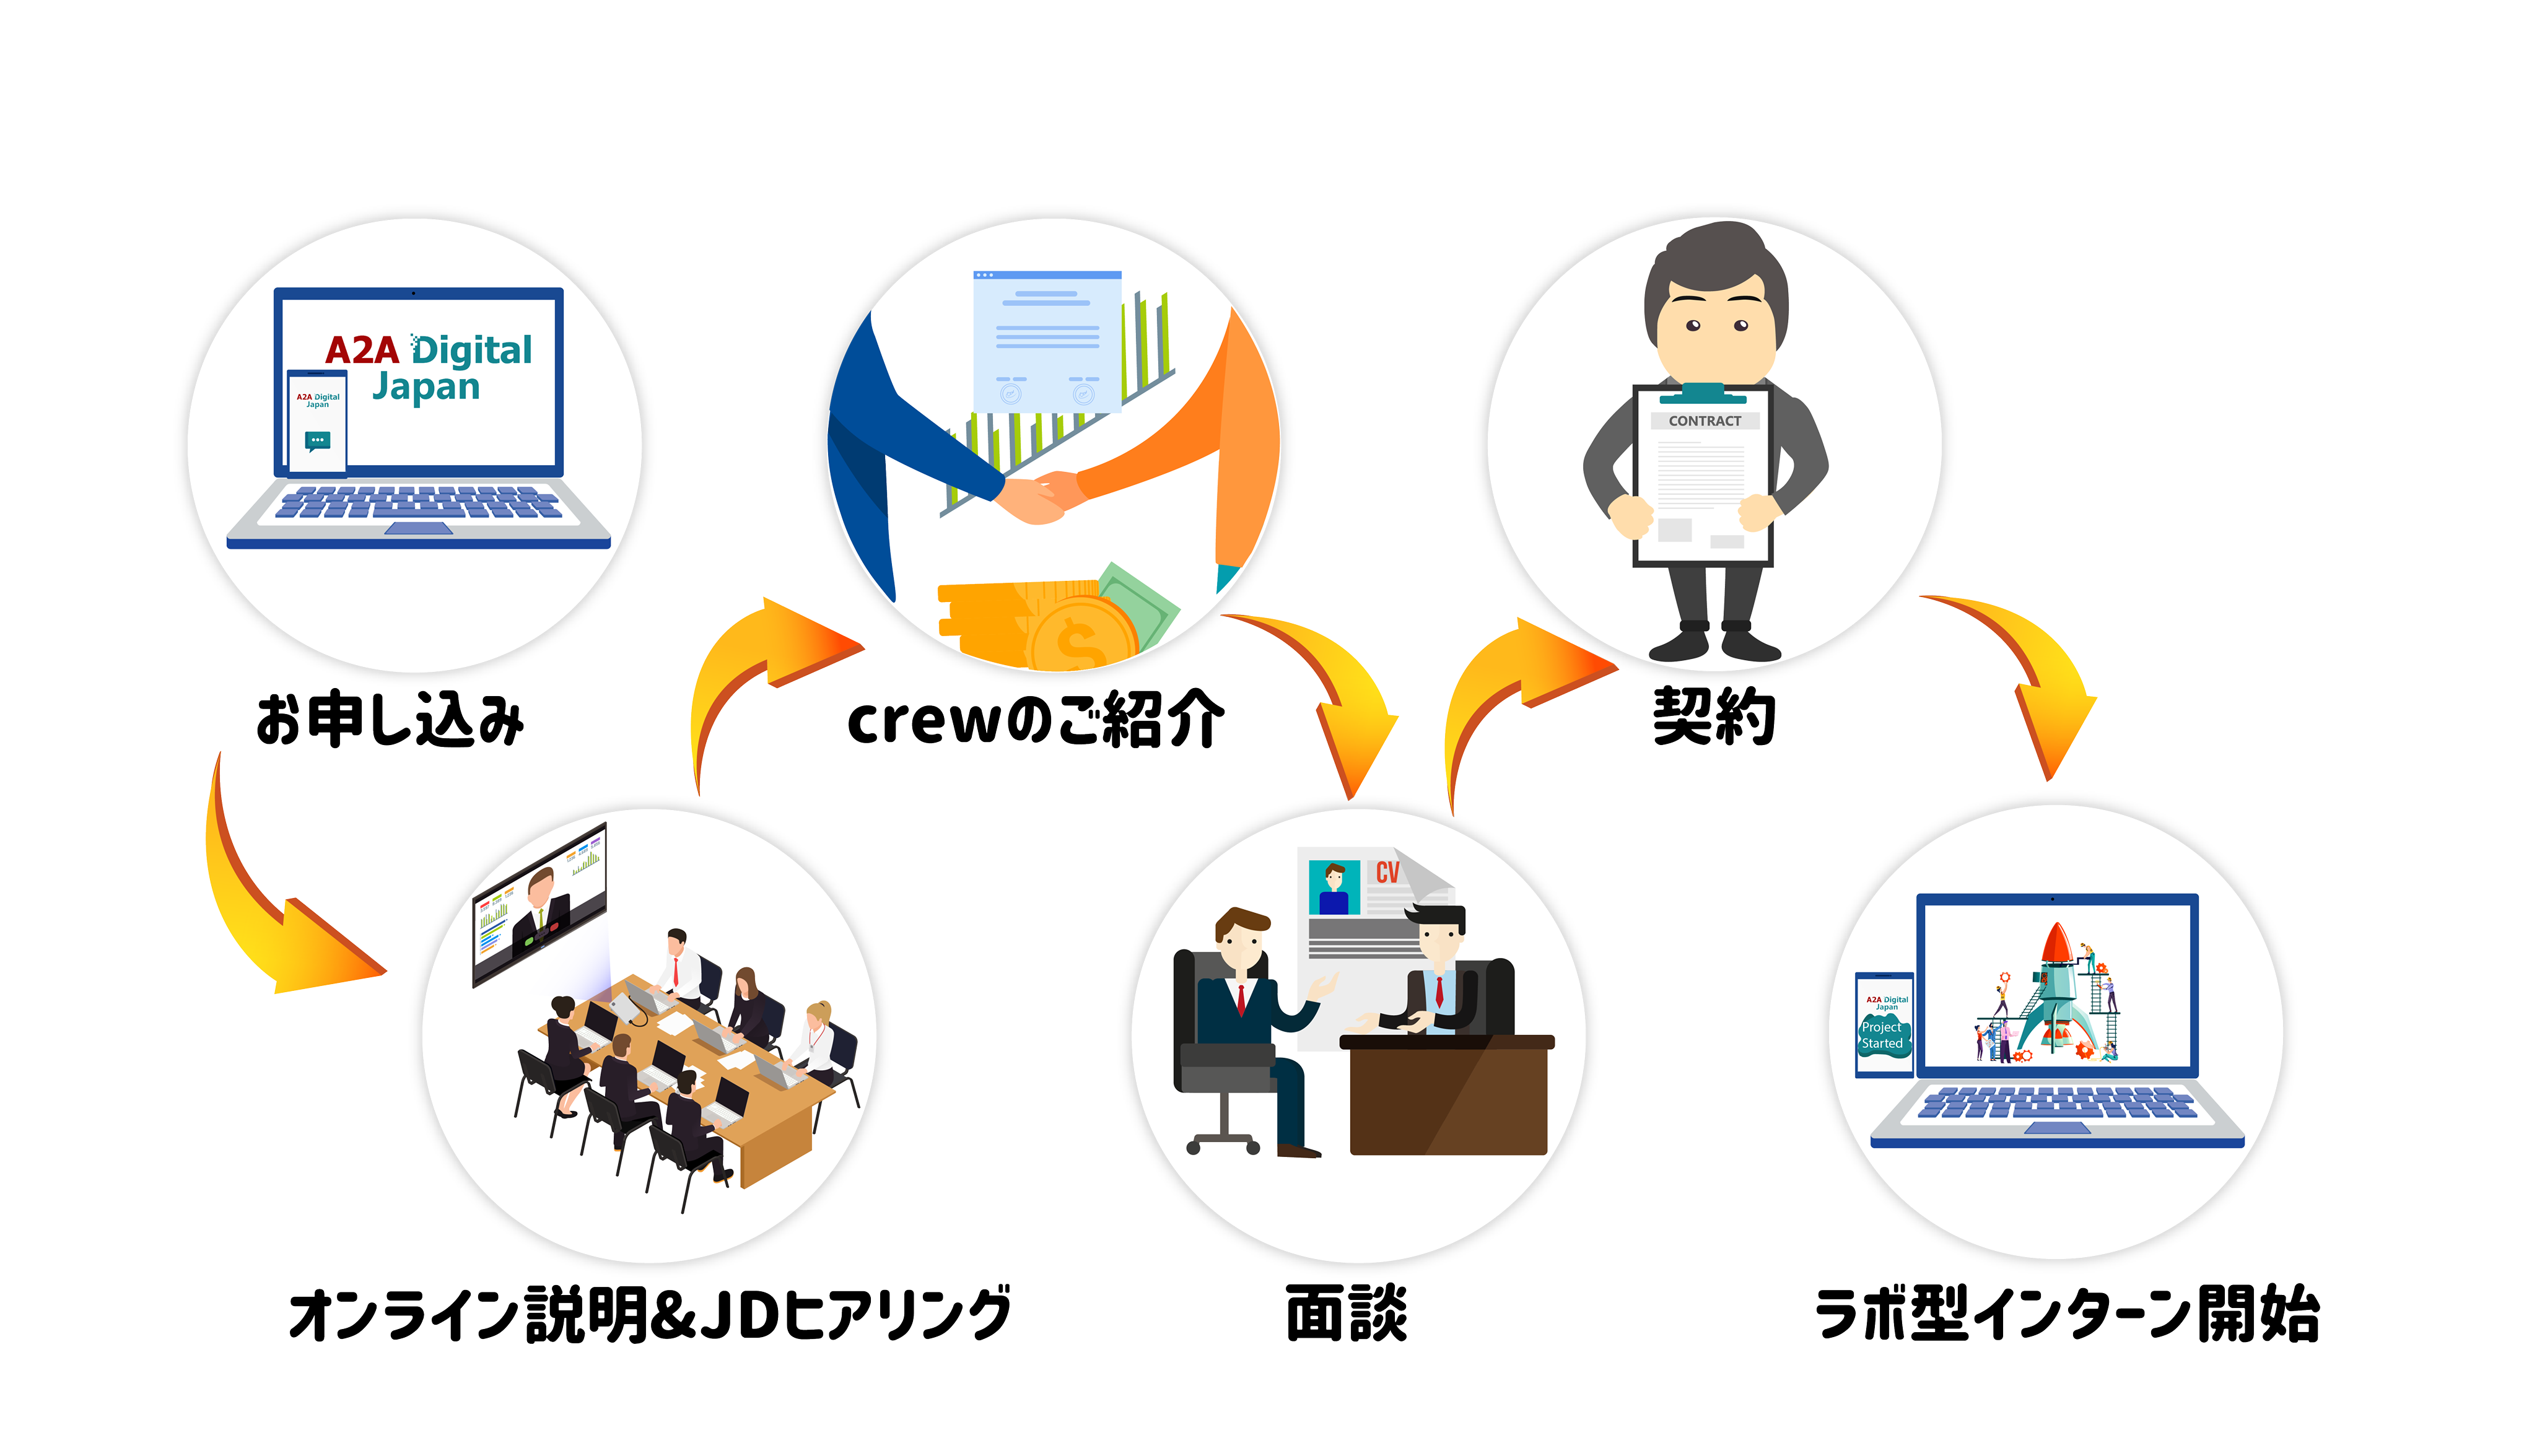 A2A Digital
Japan
A2A Digital
Japan
お申し込み
オンライン説明&JDヒアリング
crewのご紹介
CV
面談
CONTRACT
契約
A2A Digital
Japan
Project
Started
ラボ型インターン開始